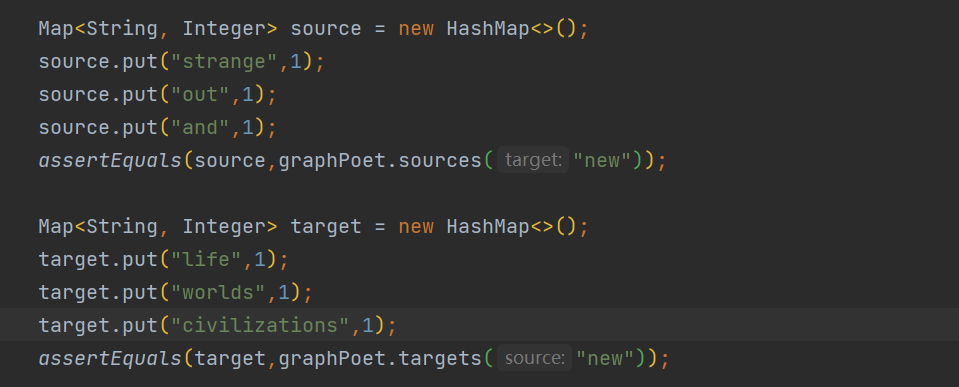 Map<String, Integer> source = new HashMap<>();
source.put("strange",1);
source.put("out",1);
source.put("and",1);
assertEquals(source,graphPoet.sources( target: "new"));
Map<String, Integer> target = new HashMap<>();
target.put("life",1);
target.put("worlds",1);
target.put("civilizations",1);
assertEquals(target,graphPoet.targets( source: "new"));